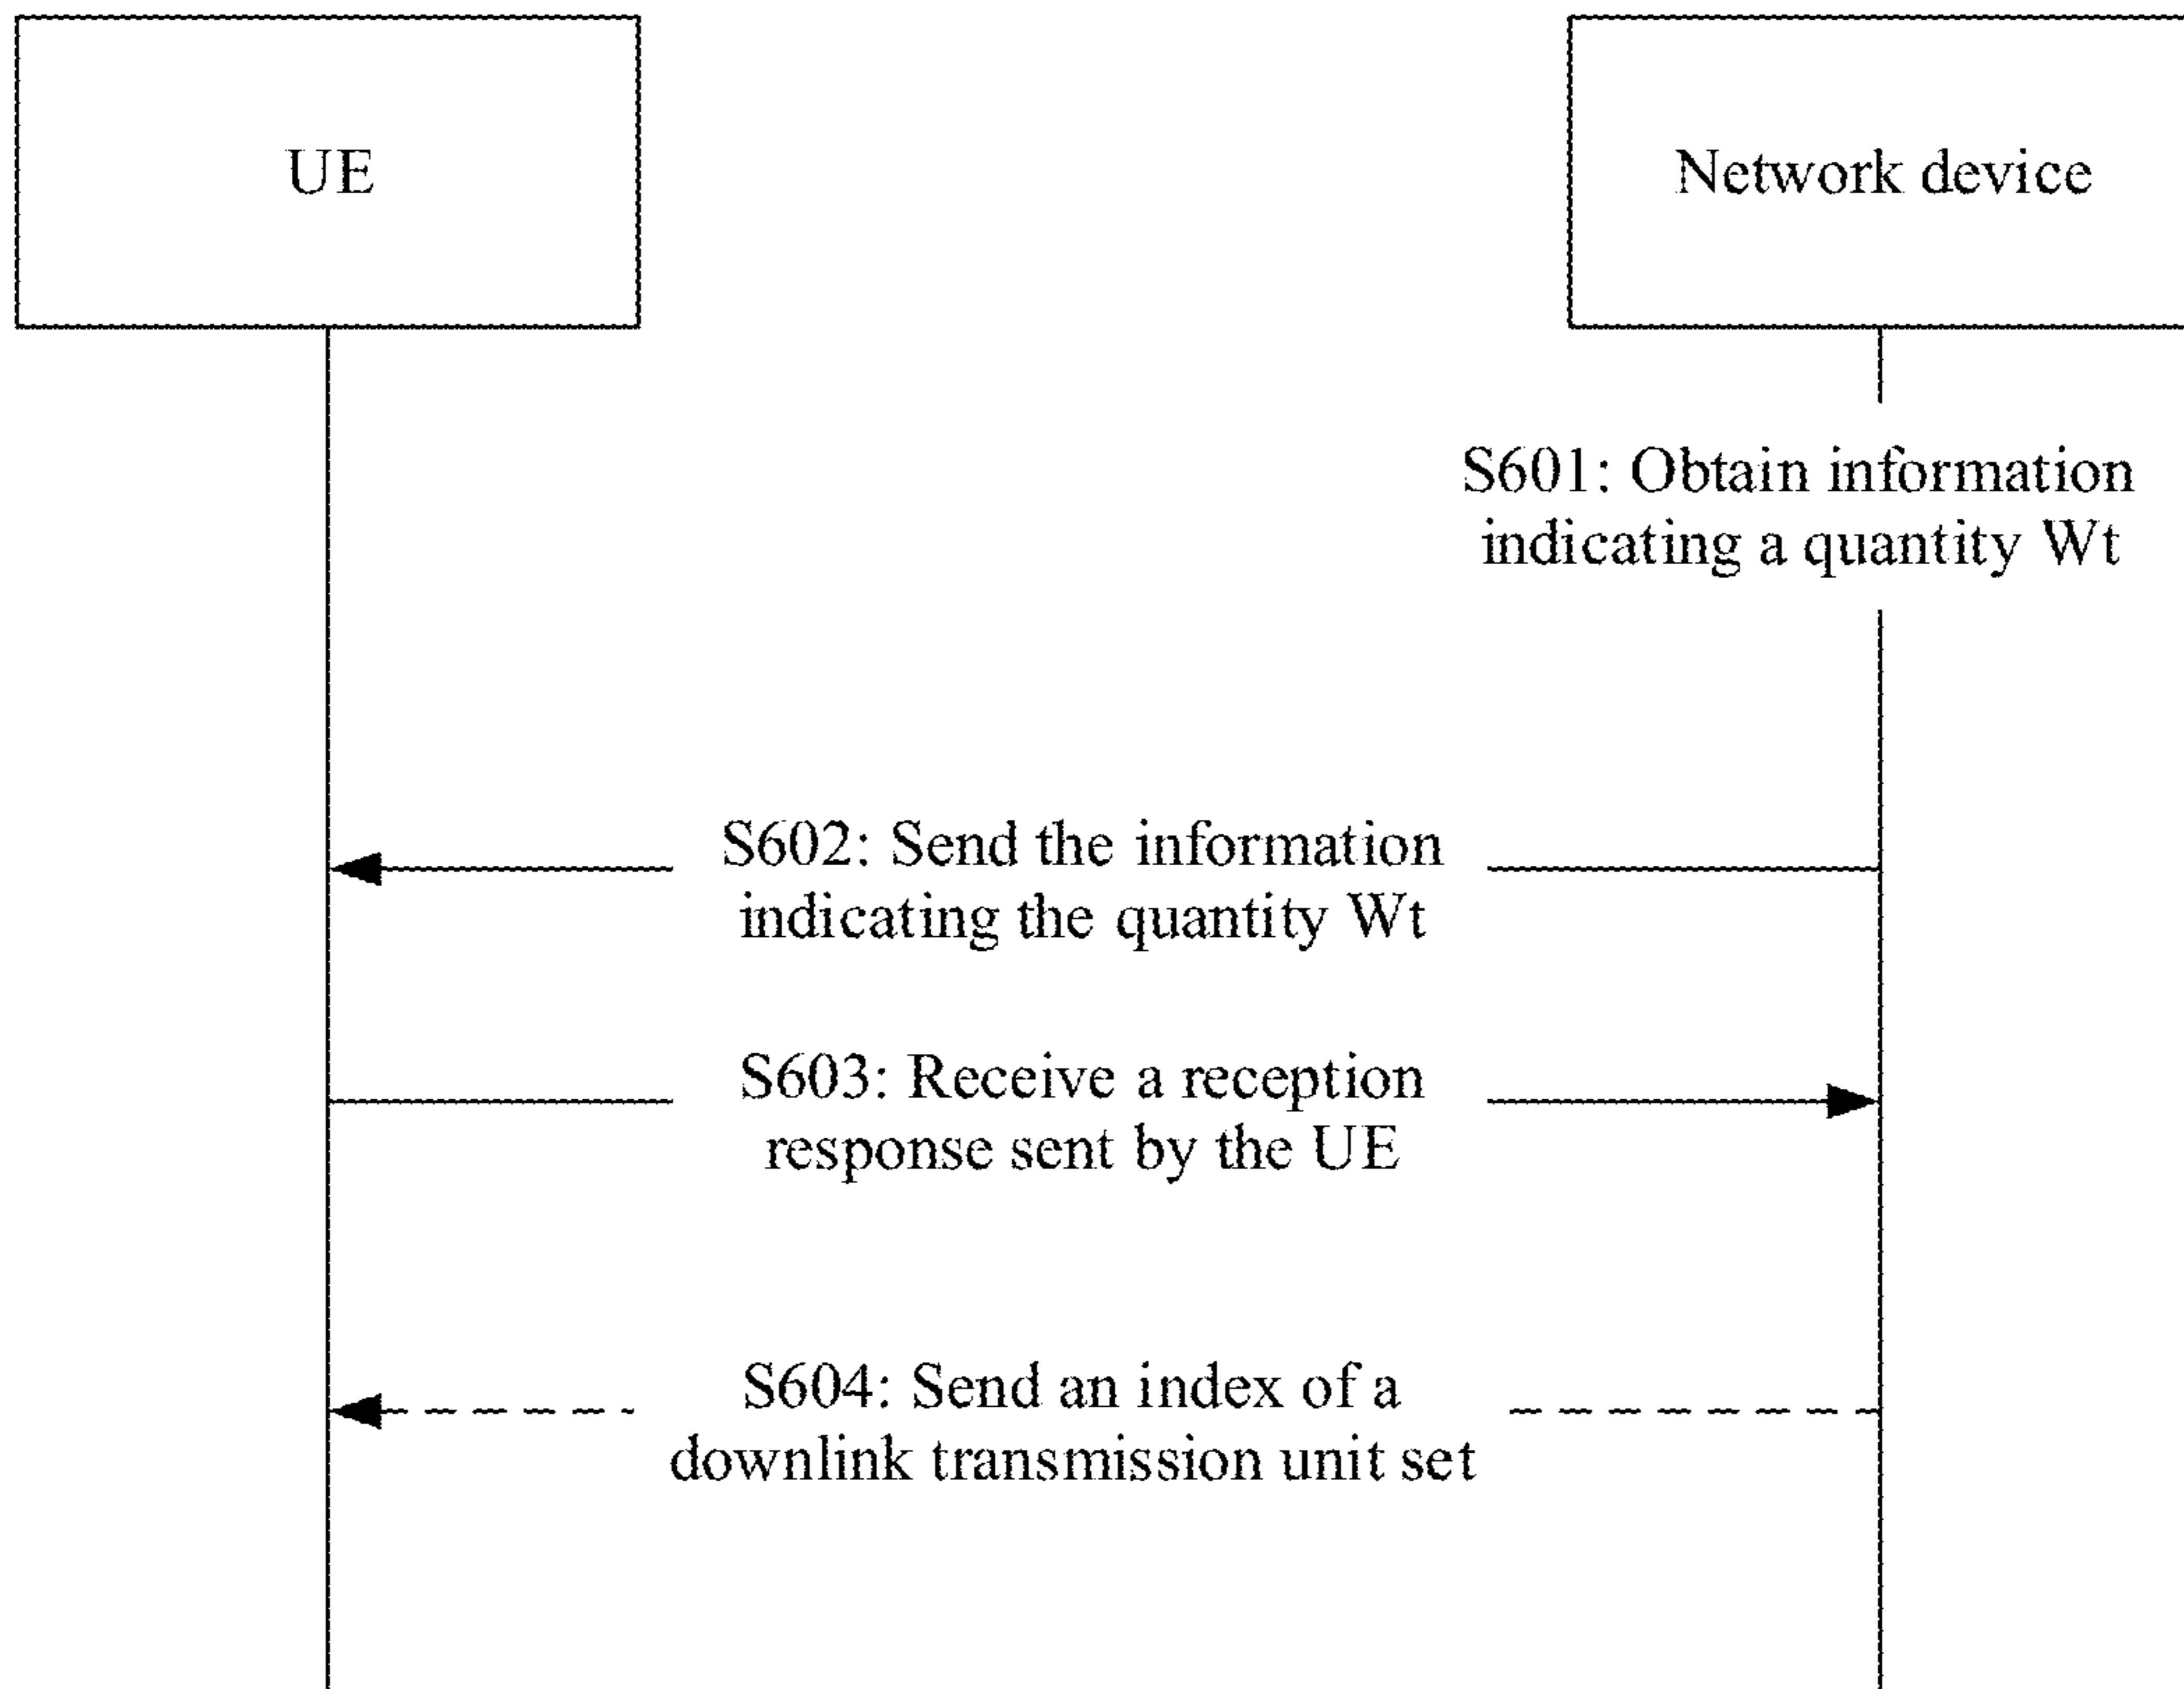 UE
Network device
S601: Obtain information
indicating a quantity Wt
S602: Send the information
indicating the quantity Wt
S603: Receive a reception
response sent by the UE
S604: Send an index of a
downlink transmission unit set